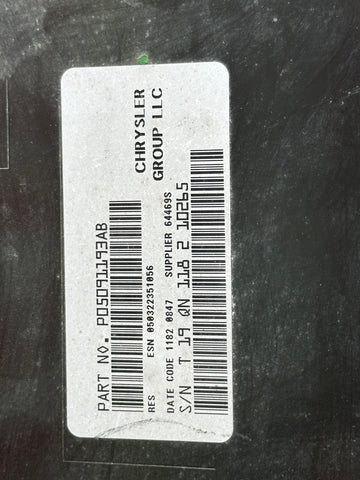 PART NO. P05091193AB
CHRYSLER
GROUP LLC
RES ESN 050322351056
DATE CODE 1182 0847 SUPPLIER 64469S
S/N T 19 QN 118 2 10265